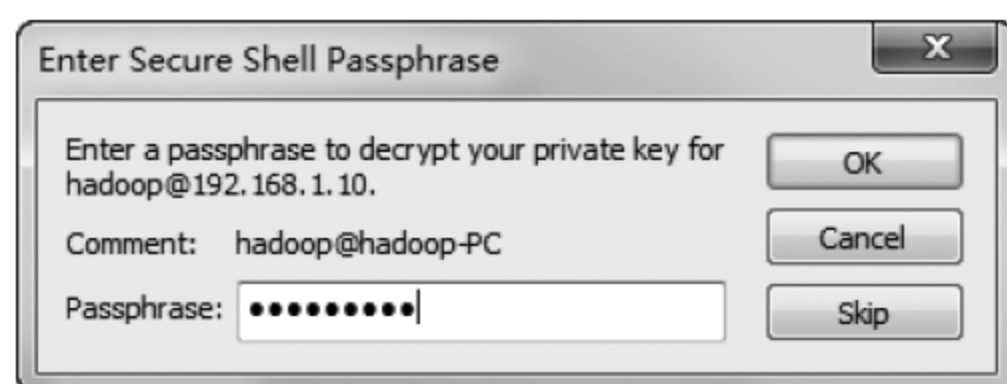 Enter Secure Shell Passphrase
Enter a passphrase to decrypt your private key for
hadoop@192.168.1.10.
Comment: hadoop@hadoop-PC
Passphrase: •••••••••
OK
Cancel
Skip